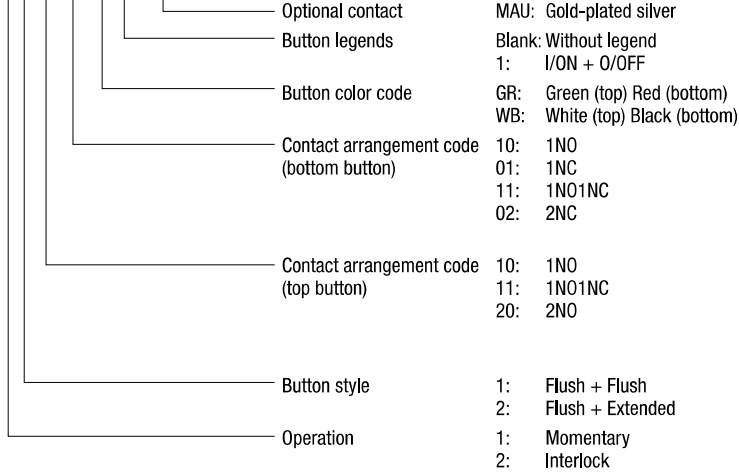 Optional contact MAU: Gold-plated silver
Button legends Blank: Without legend
1: I/ON + O/OFF
Button color code GR: Green (top) Red (bottom)
WB: White (top) Black (bottom)
Contact arrangement code 10: 1NO
(bottom button) 01: 1NC
11: 1NO1NC
02: 2NC
Contact arrangement code 10: 1NO
(top button) 11: 1NO1NC
20: 2NO
Button style 1: Flush + Flush
2: Flush + Extended
Operation 1: Momentary
2: Interlock